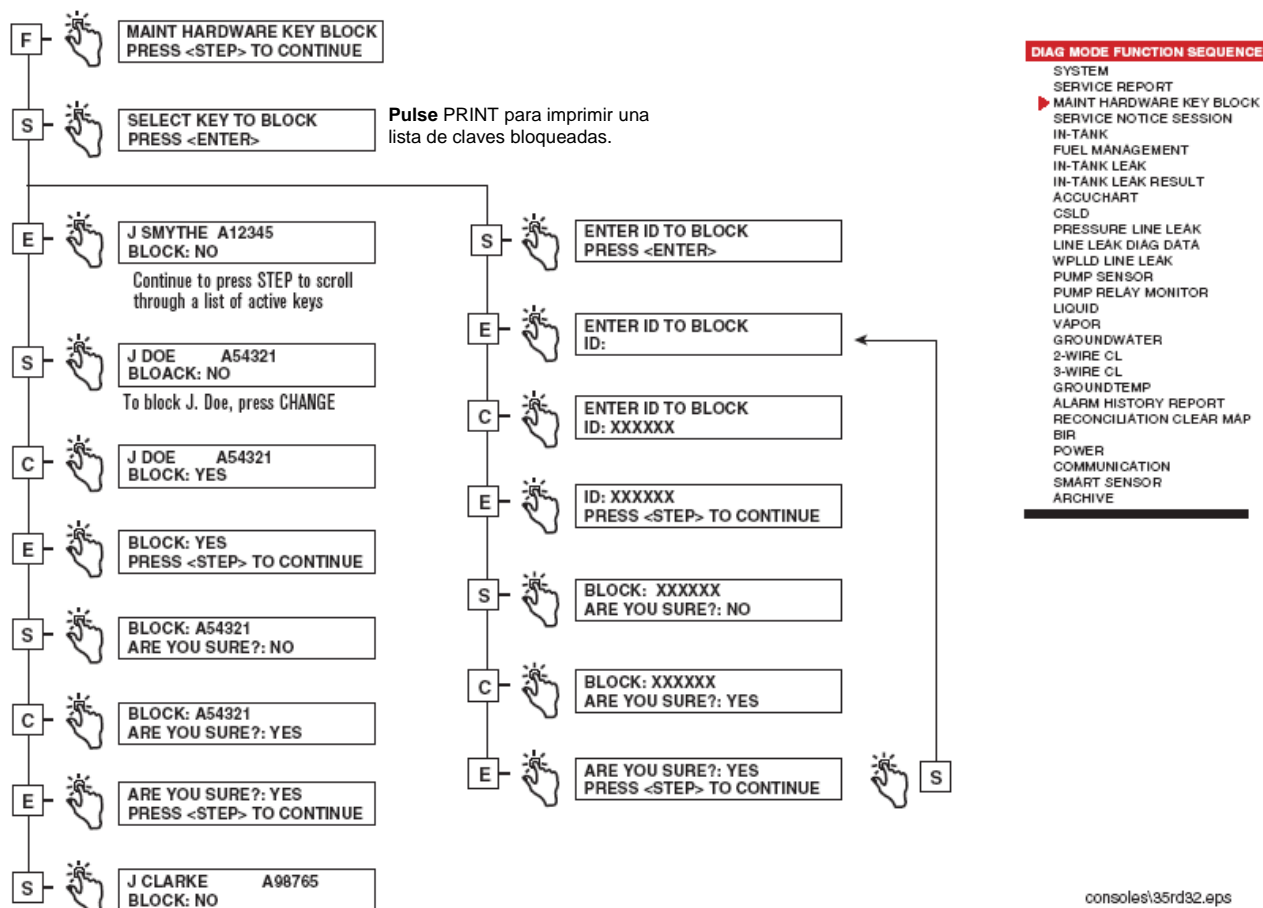 F
MAINT HARDWARE KEY BLOCK
PRESS <STEP> TO CONTINUE
S
SELECT KEY TO BLOCK
PRESS <ENTER>
Pulse PRINT para imprimir una
lista de claves bloqueadas.
E
J SMYTHE A12345
BLOCK: NO
Continue to press STEP to scroll
through a list of active keys
S
J DOE A54321
BLOACK: NO
To block J. Doe, press CHANGE
C
J DOE A54321
BLOCK: YES
E
BLOCK: YES
PRESS <STEP> TO CONTINUE
S
BLOCK: A54321
ARE YOU SURE?: NO
C
BLOCK: A54321
ARE YOU SURE?: YES
E
ARE YOU SURE?: YES
PRESS <STEP> TO CONTINUE
S
J CLARKE A98765
BLOCK: NO
S
ENTER ID TO BLOCK
PRESS <ENTER>
E
ENTER ID TO BLOCK
ID:
C
ENTER ID TO BLOCK
ID: XXXXXX
E
ID: XXXXXX
PRESS <STEP> TO CONTINUE
S
BLOCK: XXXXXX
ARE YOU SURE?: NO
C
BLOCK: XXXXXX
ARE YOU SURE?: YES
E
ARE YOU SURE?: YES
PRESS <STEP> TO CONTINUE
S
DIAG MODE FUNCTION SEQUENCE
SYSTEM
SERVICE REPORT
MAINT HARDWARE KEY BLOCK
SERVICE NOTICE SESSION
IN-TANK
FUEL MANAGEMENT
IN-TANK LEAK
IN-TANK LEAK RESULT
ACCUCHART
CSLD
PRESSURE LINE LEAK
LINE LEAK DIAG DATA
WPLLD LINE LEAK
PUMP SENSOR
PUMP RELAY MONITOR
LIQUID
VAPOR
GROUNDWATER
2-WIRE CL
3-WIRE CL
GROUNDTEMP
ALARM HISTORY REPORT
RECONCILIATION CLEAR MAP
BIR
POWER
COMMUNICATION
SMART SENSOR
ARCHIVE
consoles\35rd32.eps